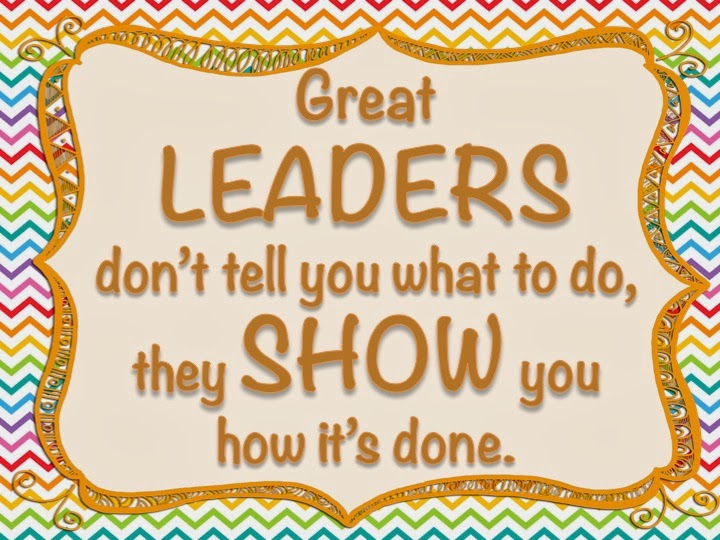 Great
LEADERS
don't tell you what to do,
they SHOW you
how it's done.